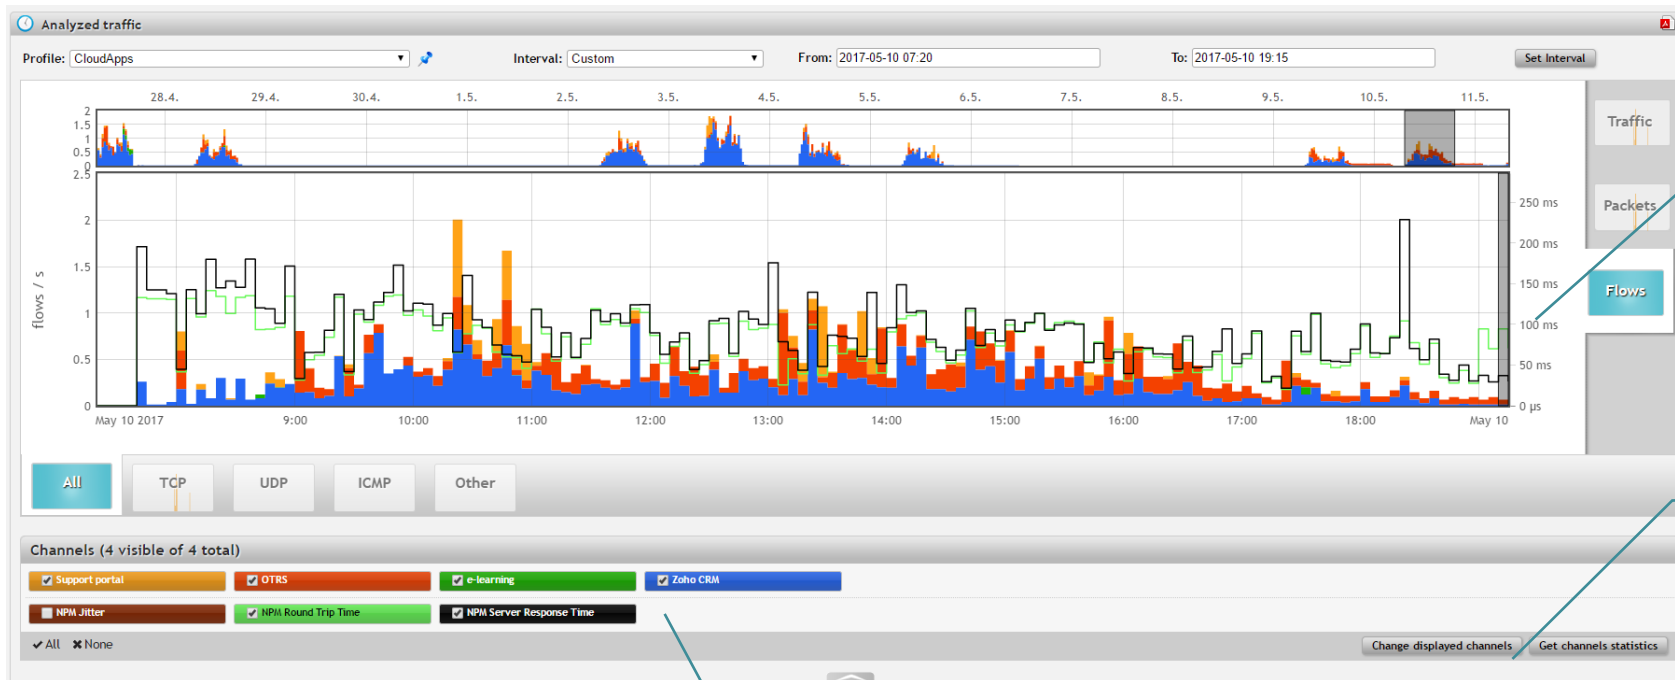 Analyzed traffic
Profile: CloudApps Interval: Custom From: 2017-05-10 07:20 To: 2017-05-10 19:15 Set Interval
28.4. 29.4. 30.4. 1.5. 2.5. 3.5. 4.5. 5.5. 6.5. 7.5. 8.5. 9.5. 10.5. 11.5.
2
1.5
1
0.5
0
Traffic
2.5
2
1.5
1
0.5
0
flows / s
250 ms
200 ms
150 ms
100 ms
50 ms
0 µs
Packets
Flows
May 10 2017 9:00 10:00 11:00 12:00 13:00 14:00 15:00 16:00 17:00 18:00 May 10
All TCP UDP ICMP Other
Channels (4 visible of 4 total)
Support portal OTRS e-learning Zoho CRM
NPM Jitter NPM Round Trip Time NPM Server Response Time
All None Change displayed channels Get channels statistics